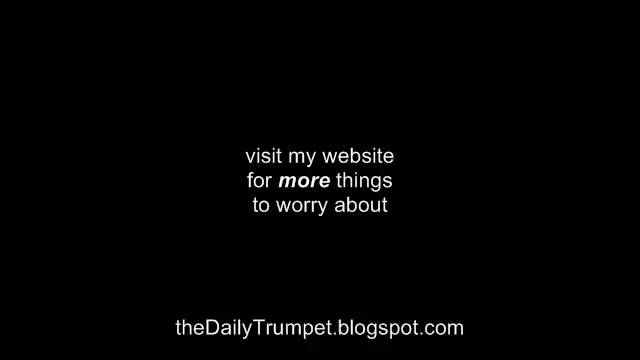 visit my website
for more things
to worry about
theDailyTrumpet.blogspot.com